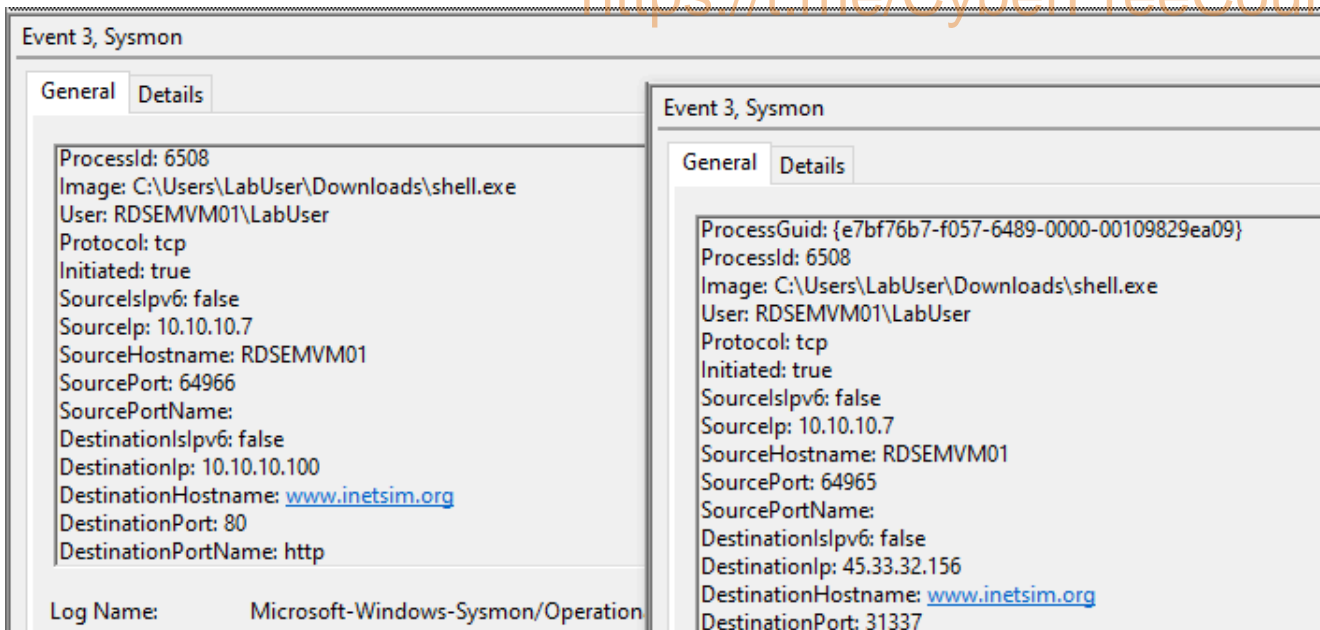 https://t.me/CyberFreeCour
Event 3, Sysmon
General Details
ProcessId: 6508
Image: C:\Users\LabUser\Downloads\shell.exe
User: RDSEMVM01\LabUser
Protocol: tcp
Initiated: true
SourceIsIpv6: false
SourceIp: 10.10.10.7
SourceHostname: RDSEMVM01
SourcePort: 64966
SourcePortName:
DestinationIsIpv6: false
DestinationIp: 10.10.10.100
DestinationHostname: www.inetsim.org
DestinationPort: 80
DestinationPortName: http
Log Name: Microsoft-Windows-Sysmon/Operation
Event 3, Sysmon
General Details
ProcessGuid: {e7bf76b7-f057-6489-0000-00109829ea09}
ProcessId: 6508
Image: C:\Users\LabUser\Downloads\shell.exe
User: RDSEMVM01\LabUser
Protocol: tcp
Initiated: true
SourceIsIpv6: false
SourceIp: 10.10.10.7
SourceHostname: RDSEMVM01
SourcePort: 64965
SourcePortName:
DestinationIsIpv6: false
DestinationIp: 45.33.32.156
DestinationHostname: www.inetsim.org
DestinationPort: 31337